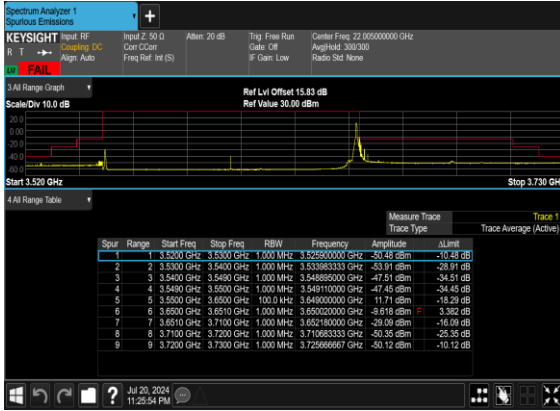 Spectrum Analyzer 1
Spurious Emissions
+
KEYSIGHT Input: RF Input Z: 50 Ω Atten: 20 dB Trig: Free Run Center Freq: 22.005000000 GHz
R T Coupling: DC Corr CCorr Gate: Off Avg|Hold: 300/300
Align: Auto Freq Ref: Int (S) IF Gain: Low Radio Std: None
FAIL
3 All Range Graph
Ref Lvl Offset 15.83 dB
Scale/Div 10.0 dB Ref Value 30.00 dBm
20.0
0.00
-20.0
-40.0
-60.0
Start 3.520 GHz Stop 3.730 GH
4 All Range Table
Measure Trace Trace 1
Trace Type Trace Average (Active)
Spur Range Start Freq Stop Freq RBW Frequency Amplitude ΔLimit
1 1 3.5200 GHz 3.5300 GHz 1.000 MHz 3.525900000 GHz -50.48 dBm -10.48 dB
2 2 3.5300 GHz 3.5400 GHz 1.000 MHz 3.533983333 GHz -53.91 dBm -28.91 dB
3 3 3.5400 GHz 3.5490 GHz 1.000 MHz 3.548895000 GHz -47.51 dBm -34.51 dB
4 4 3.5490 GHz 3.5500 GHz 1.000 MHz 3.549110000 GHz -47.45 dBm -34.45 dB
5 5 3.5500 GHz 3.6500 GHz 100.0 kHz 3.649000000 GHz 11.71 dBm -18.29 dB
6 6 3.6500 GHz 3.6510 GHz 1.000 MHz 3.650020000 GHz -9.618 dBm F 3.382 dB
7 7 3.6510 GHz 3.7100 GHz 1.000 MHz 3.652180000 GHz -29.09 dBm -16.09 dB
8 8 3.7100 GHz 3.7200 GHz 1.000 MHz 3.710683333 GHz -50.35 dBm -25.35 dB
9 9 3.7200 GHz 3.7300 GHz 1.000 MHz 3.725666667 GHz -50.12 dBm -10.12 dB
? Jul 20, 2024
11:25:54 PM